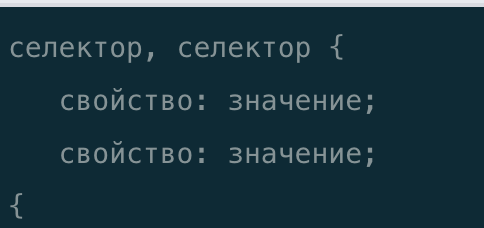 селектор, селектор {
свойство: значение;
свойство: значение;
{